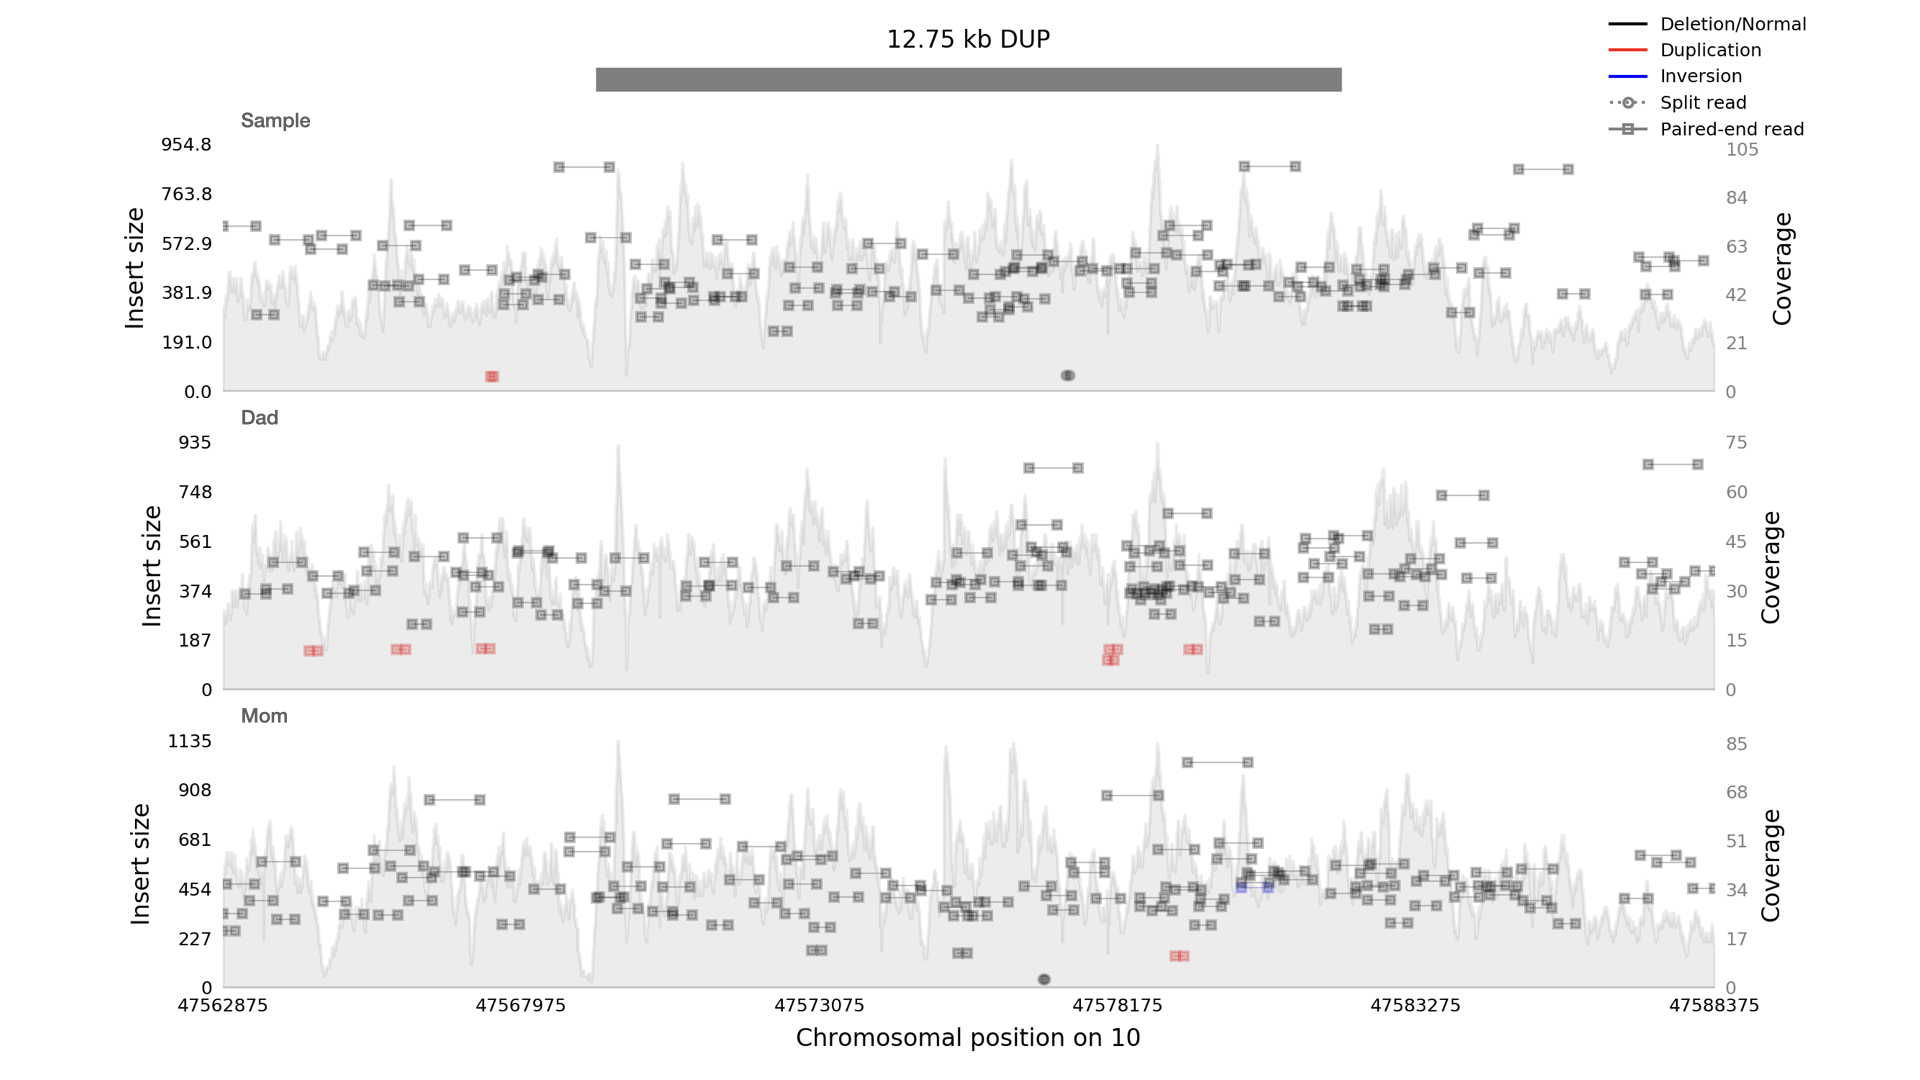 12.75 kb DUP
Deletion/Normal
Duplication
Inversion
Split read
Paired-end read
Sample
954.8
763.8
572.9
381.9
191.0
0.0
Insert size
105
84
63
42
21
0
Coverage
Dad
935
748
561
374
187
0
Insert size
75
60
45
30
15
0
Coverage
Mom
1135
908
681
454
227
0
Insert size
85
68
51
34
17
0
Coverage
47562875 47567975 47573075 47578175 47583275 47588375
Chromosomal position on 10